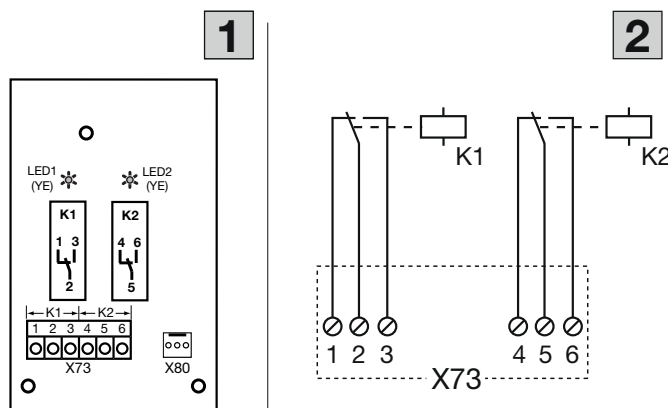 1
LED1
(YE)
LED2
(YE)
K1
K2
1 3
4 6
2
5
K1 K2
1 2 3 4 5 6
X73
X80
2
K1
K2
1 2 3
4 5 6
X73